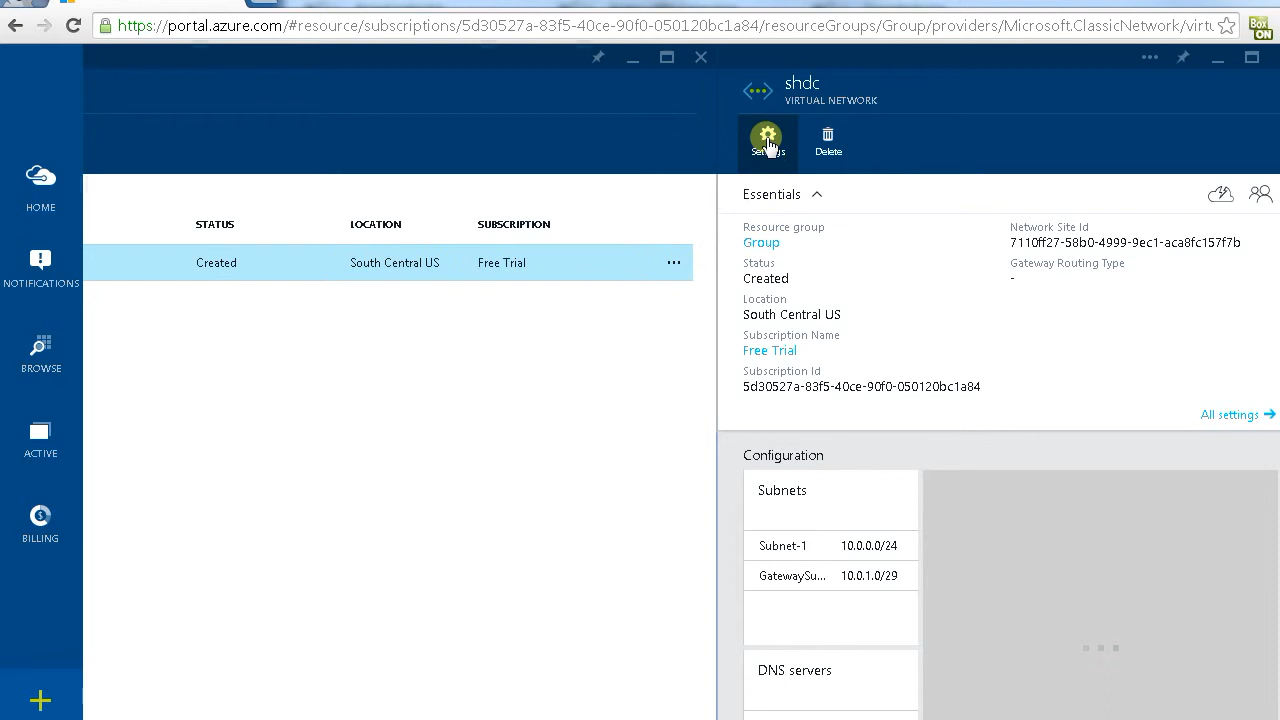 https://portal.azure.com/#resource/subscriptions/5d30527a-83f5-40ce-90f0-050120bc1a94/resourceGroups/Group/providers/Microsoft.ClassicNetwork/virtu
Box
ON
shdc
VIRTUAL NETWORK
Settings
Delete
HOME
NOTIFICATIONS
BROWSE
ACTIVE
BILLING
STATUS LOCATION SUBSCRIPTION
Created South Central US Free Trial
Essentials
Resource group
Group
Status
Created
Location
South Central US
Subscription Name
Free Trial
Subscription Id
5d30527a-83f5-40ce-90f0-050120bc1a84
Network Site Id
7110ff27-58b0-4999-9ec1-aca8fc157f7b
Gateway Routing Type
-
All settings
Configuration
Subnets
Subnet-1 10.0.0.0/24
GatewaySu... 10.0.1.0/29
DNS servers